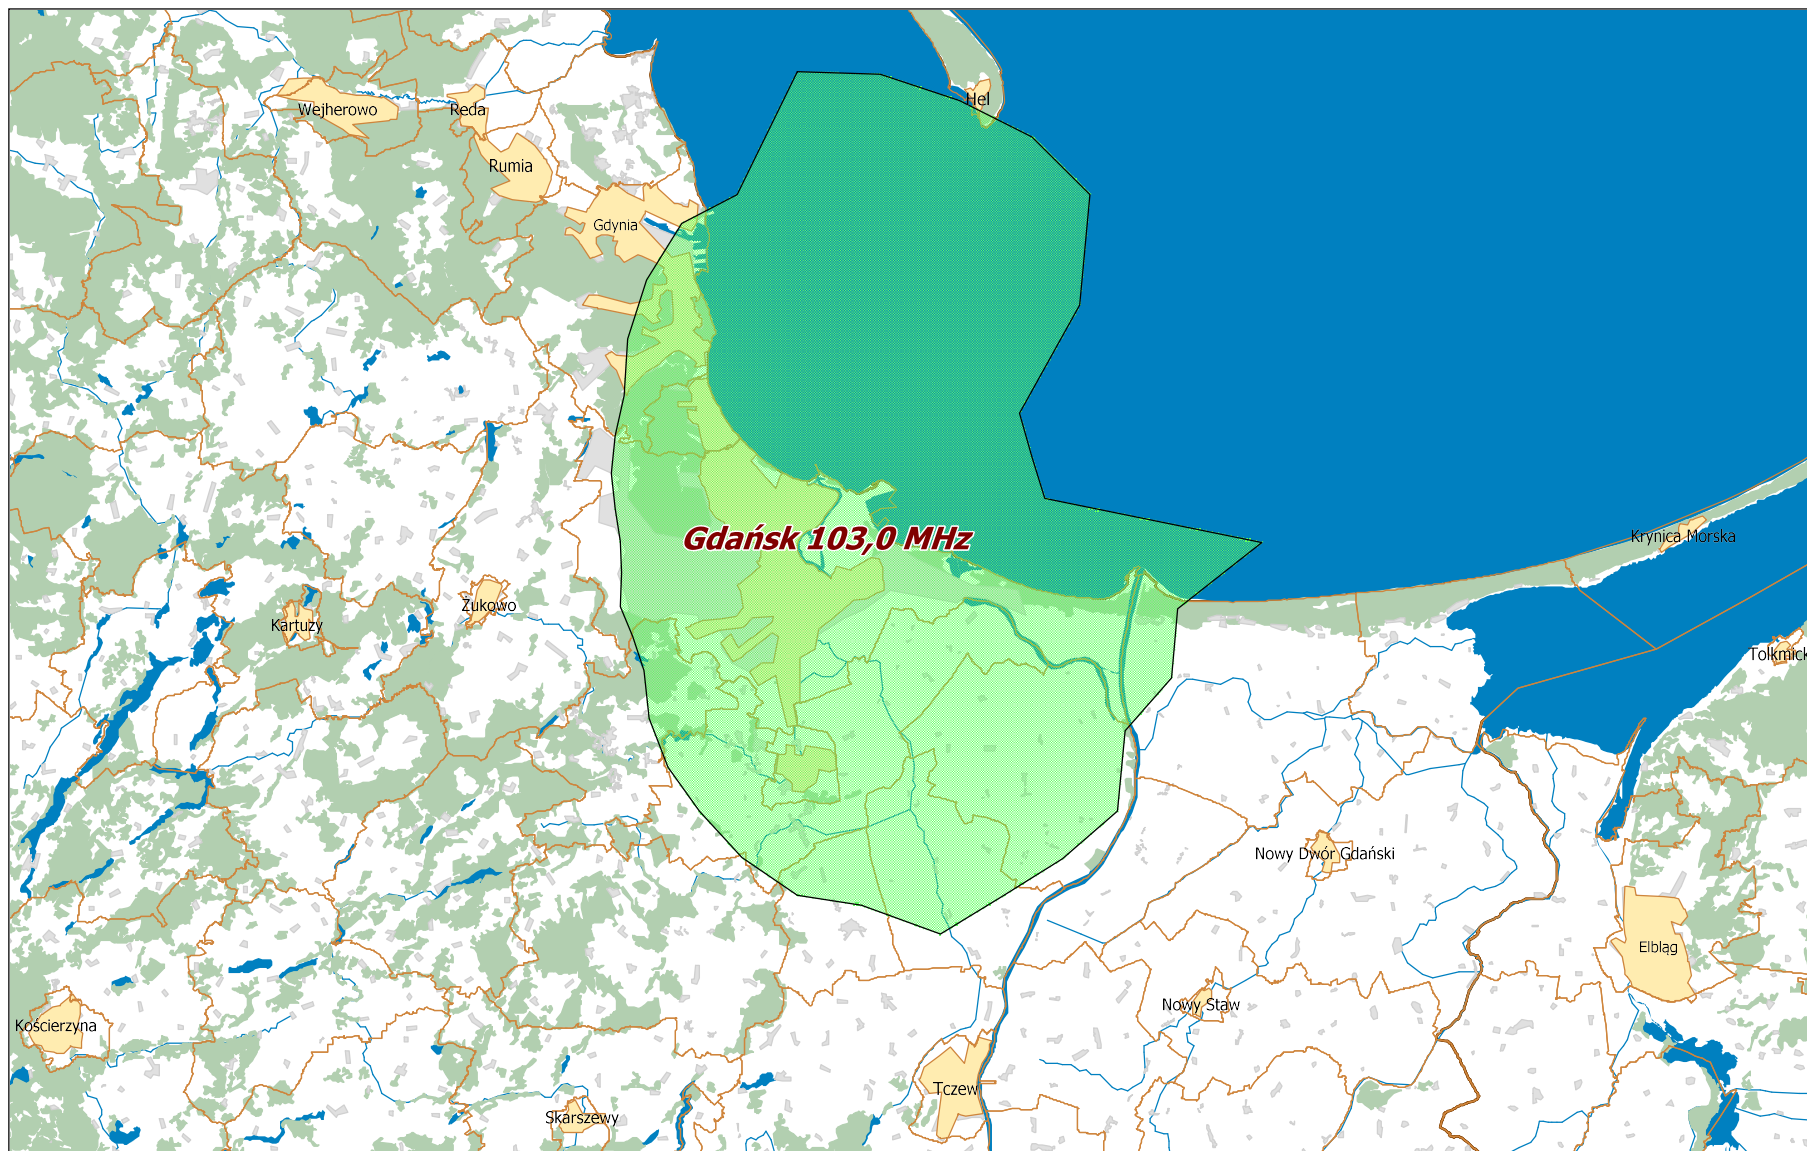 Hel
Wejherowo
Reda
Rumia
Gdynia
Gdańsk 103,0 MHz
Krynica Morska
Żukowo
Kartuzy
Tolkmick
Nowy Dwór Gdański
Elbląg
Nowy Staw
Kościerzyna
Tczew
Skarszewy